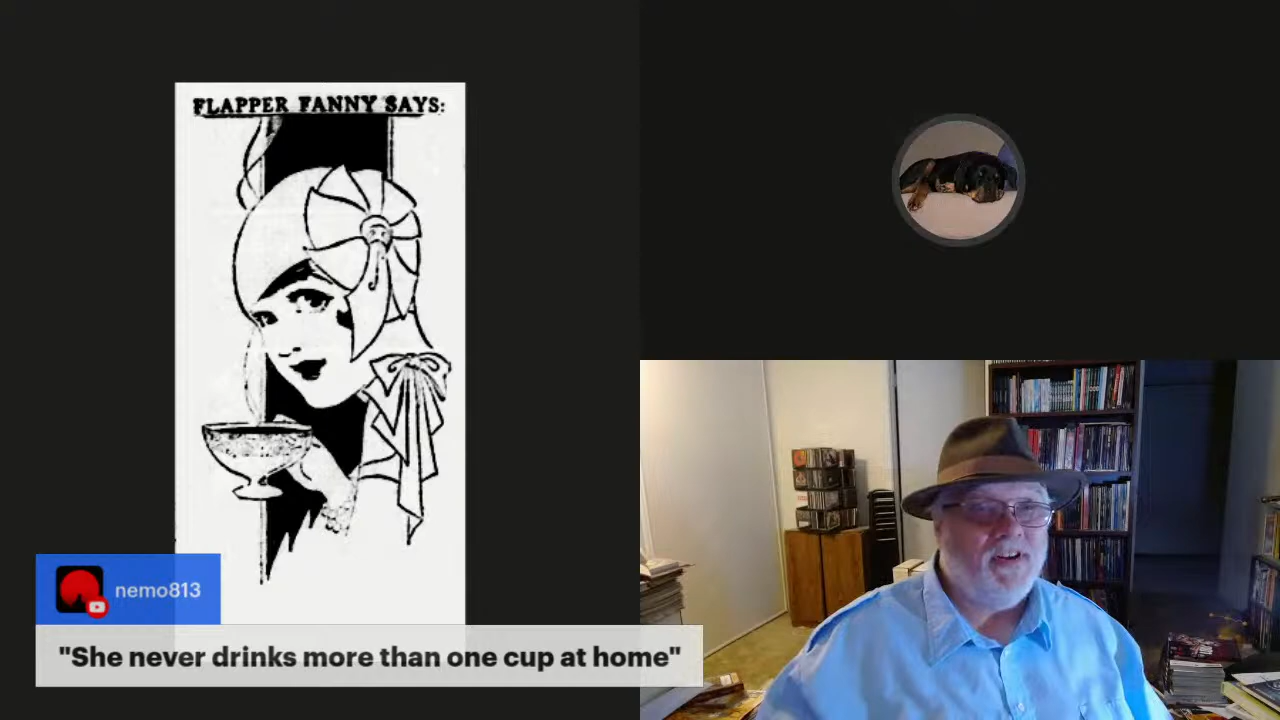 FLAPPER FANNY SAYS:
nemo813
"She never drinks more than one cup at home"